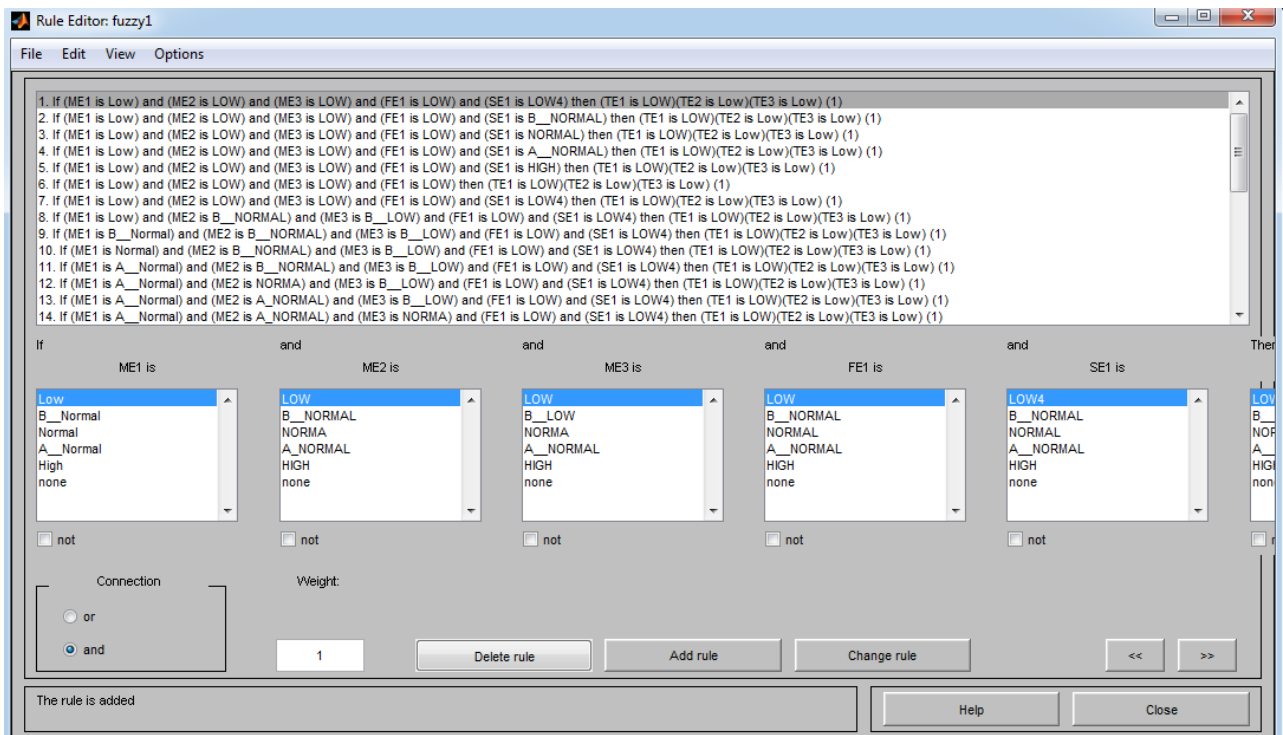 Rule Editor: fuzzy1
File Edit View Options
1. If (ME1 is Low) and (ME2 is LOW) and (ME3 is LOW) and (FE1 is LOW) and (SE1 is LOW4) then (TE1 is LOW)(TE2 is Low)(TE3 is Low) (1)
2. If (ME1 is Low) and (ME2 is LOW) and (ME3 is LOW) and (FE1 is LOW) and (SE1 is B__NORMAL) then (TE1 is LOW)(TE2 is Low)(TE3 is Low) (1)
3. If (ME1 is Low) and (ME2 is LOW) and (ME3 is LOW) and (FE1 is LOW) and (SE1 is NORMAL) then (TE1 is LOW)(TE2 is Low)(TE3 is Low) (1)
4. If (ME1 is Low) and (ME2 is LOW) and (ME3 is LOW) and (FE1 is LOW) and (SE1 is A__NORMAL) then (TE1 is LOW)(TE2 is Low)(TE3 is Low) (1)
5. If (ME1 is Low) and (ME2 is LOW) and (ME3 is LOW) and (FE1 is LOW) and (SE1 is HIGH) then (TE1 is LOW)(TE2 is Low)(TE3 is Low) (1)
6. If (ME1 is Low) and (ME2 is LOW) and (ME3 is LOW) and (FE1 is LOW) then (TE1 is LOW)(TE2 is Low)(TE3 is Low) (1)
7. If (ME1 is Low) and (ME2 is LOW) and (ME3 is LOW) and (FE1 is LOW) and (SE1 is LOW4) then (TE1 is LOW)(TE2 is Low)(TE3 is Low) (1)
8. If (ME1 is Low) and (ME2 is B__NORMAL) and (ME3 is B__LOW) and (FE1 is LOW) and (SE1 is LOW4) then (TE1 is LOW)(TE2 is Low)(TE3 is Low) (1)
9. If (ME1 is B__Normal) and (ME2 is B__NORMAL) and (ME3 is B__LOW) and (FE1 is LOW) and (SE1 is LOW4) then (TE1 is LOW)(TE2 is Low)(TE3 is Low) (1)
10. If (ME1 is Normal) and (ME2 is B__NORMAL) and (ME3 is B__LOW) and (FE1 is LOW) and (SE1 is LOW4) then (TE1 is LOW)(TE2 is Low)(TE3 is Low) (1)
11. If (ME1 is A__Normal) and (ME2 is B__NORMAL) and (ME3 is B__LOW) and (FE1 is LOW) and (SE1 is LOW4) then (TE1 is LOW)(TE2 is Low)(TE3 is Low) (1)
12. If (ME1 is A__Normal) and (ME2 is NORMA) and (ME3 is B__LOW) and (FE1 is LOW) and (SE1 is LOW4) then (TE1 is LOW)(TE2 is Low)(TE3 is Low) (1)
13. If (ME1 is A__Normal) and (ME2 is A_NORMAL) and (ME3 is B__LOW) and (FE1 is LOW) and (SE1 is LOW4) then (TE1 is LOW)(TE2 is Low)(TE3 is Low) (1)
14. If (ME1 is A__Normal) and (ME2 is A_NORMAL) and (ME3 is NORMA) and (FE1 is LOW) and (SE1 is LOW4) then (TE1 is LOW)(TE2 is Low)(TE3 is Low) (1)
If and and and and Then
ME1 is ME2 is ME3 is FE1 is SE1 is
Low LOW LOW LOW LOW4 LOW
B__Normal B__NORMAL B__LOW B__NORMAL B__NORMAL B__
Normal NORMA NORMA NORMAL NORMAL NOR
A__Normal A_NORMAL A__NORMAL A__NORMAL A__NORMAL A__
High HIGH HIGH HIGH HIGH HIGH
none none none none none none
not not not not not
Connection Weight:
or
and 1 Delete rule Add rule Change rule << >>
The rule is added Help Close